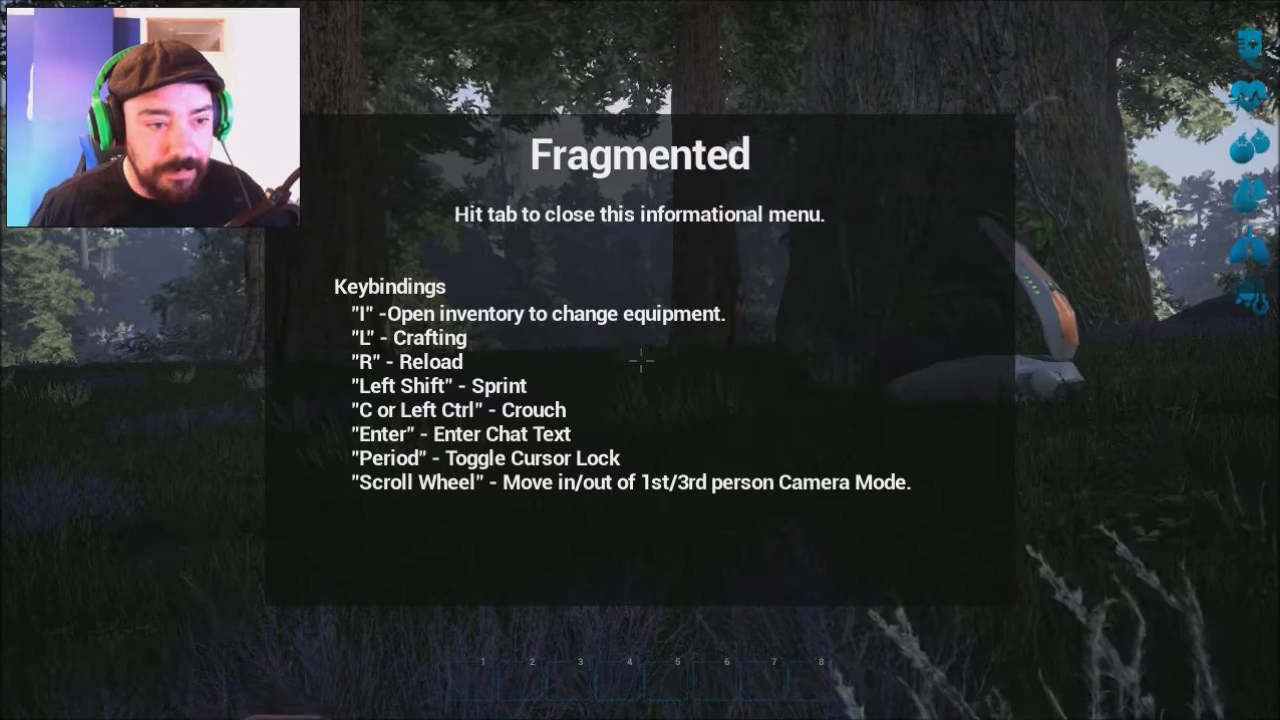 Fragmented
Hit tab to close this informational menu.
Keybindings
"I" -Open inventory to change equipment.
"L" - Crafting
"R" - Reload
"Left Shift" - Sprint
"C or Left Ctrl" - Crouch
"Enter" - Enter Chat Text
"Period" - Toggle Cursor Lock
"Scroll Wheel" - Move in/out of 1st/3rd person Camera Mode.
1 2 3 4 5 6 7 8